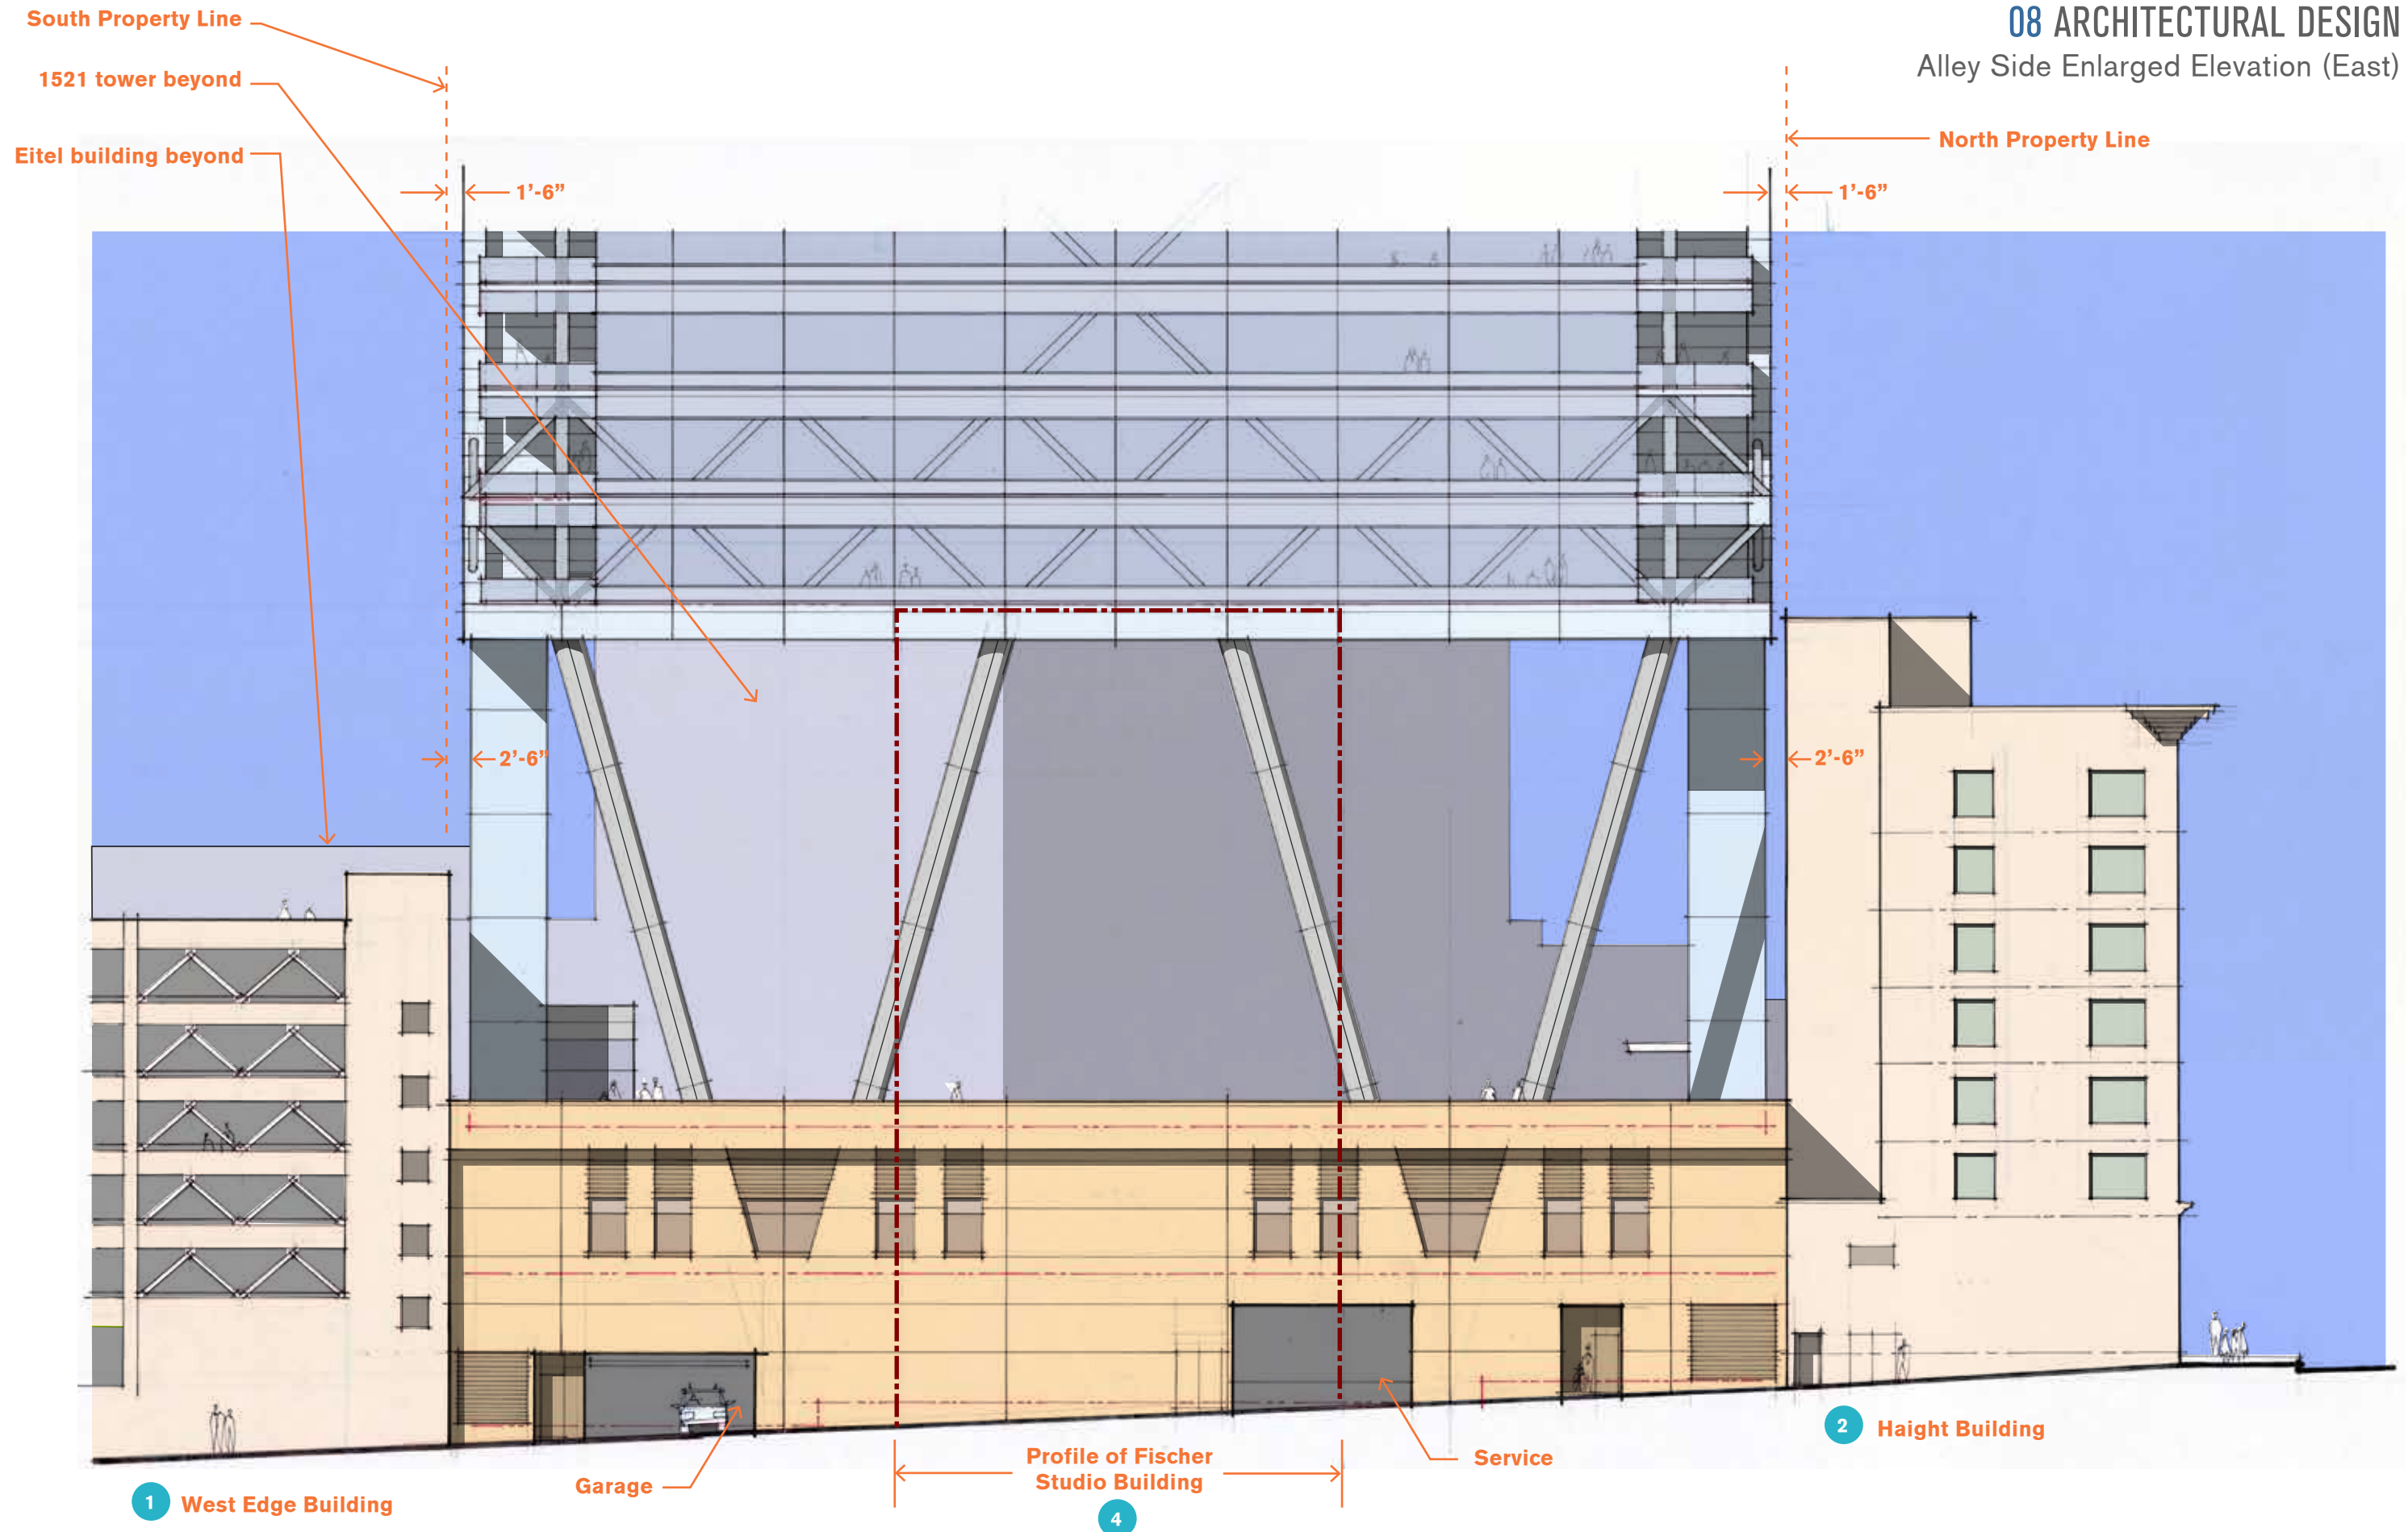 08 ARCHITECTURAL DESIGN
Alley Side Enlarged Elevation (East)
South Property Line
1521 tower beyond
Eitel building beyond
North Property Line
1’-6”
1’-6”
2’-6”
2’-6”
2 Haight Building
Profile of Fischer
Studio Building
4
Service
Garage
1 West Edge Building